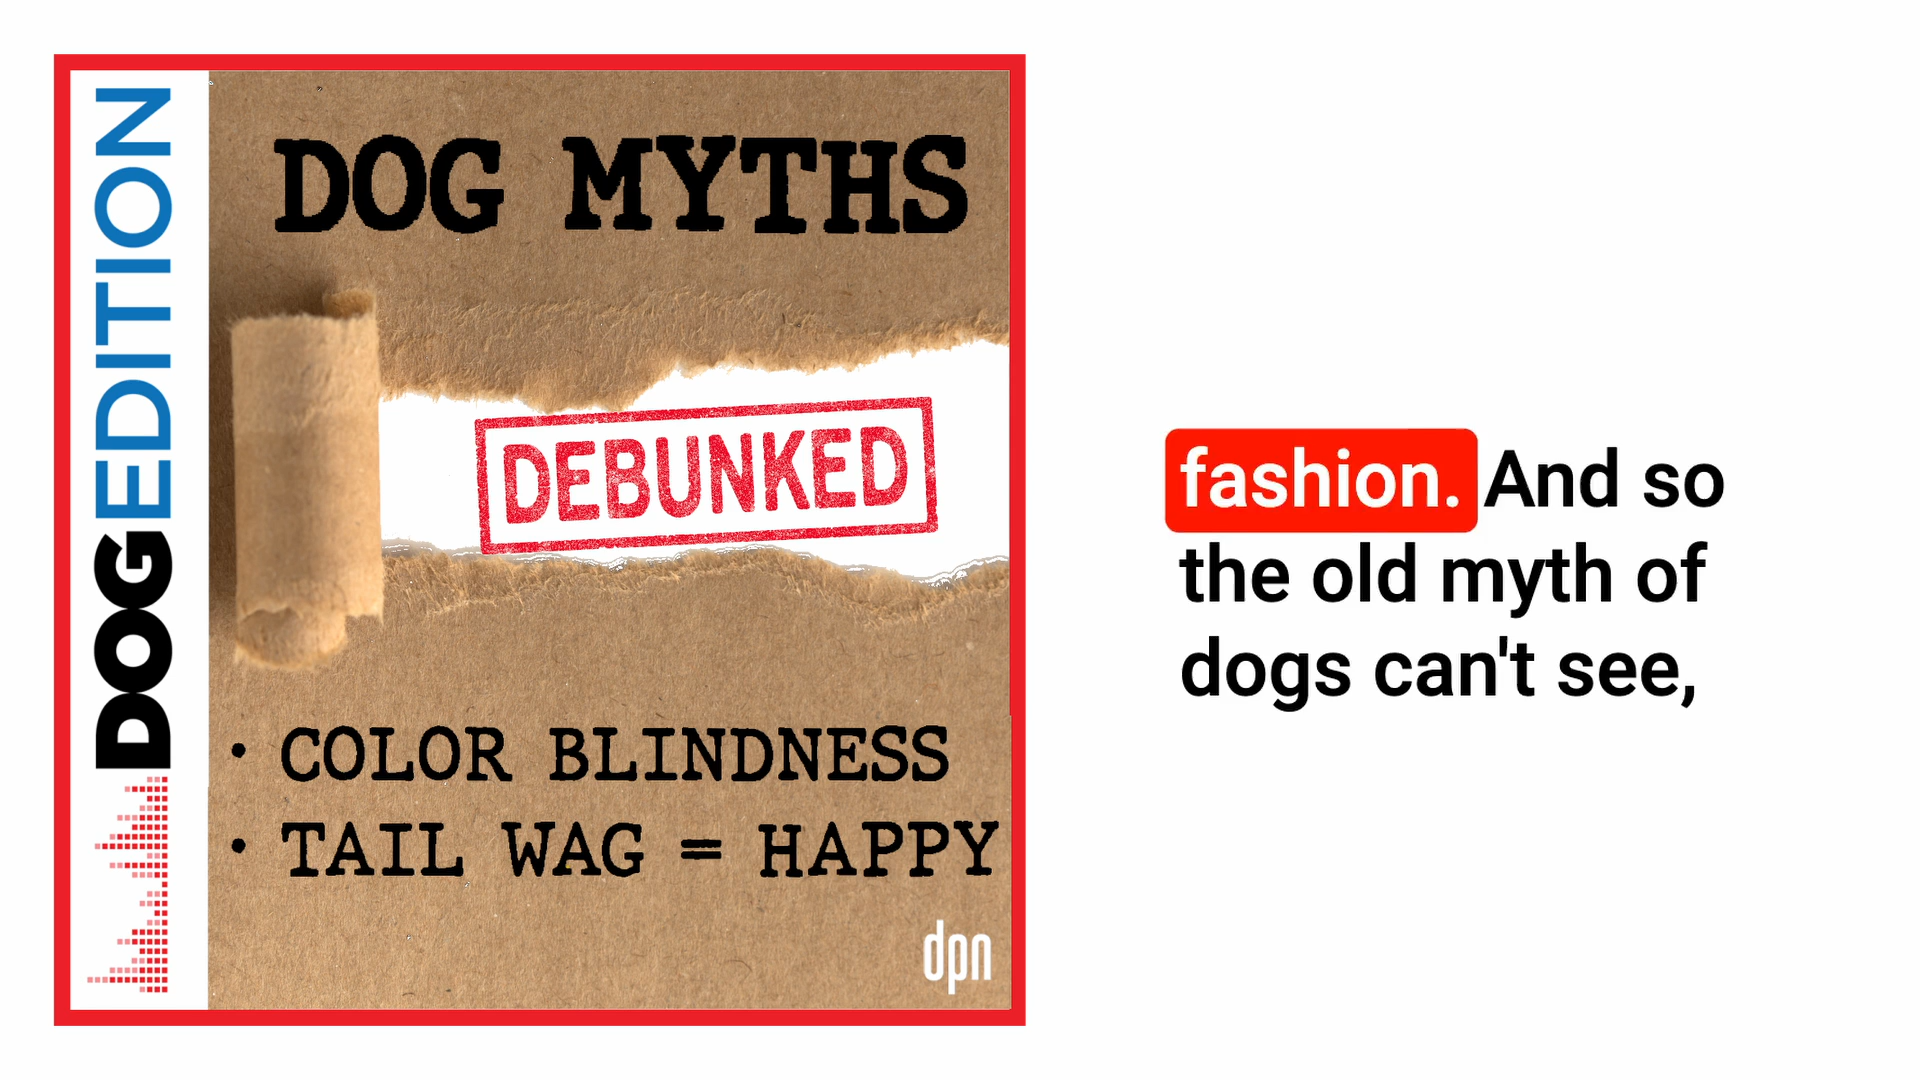 DOGEDITION
DOG MYTHS
DEBUNKED
• COLOR BLINDNESS
• TAIL WAG = HAPPY
dpn
fashion. And so
the old myth of
dogs can't see,